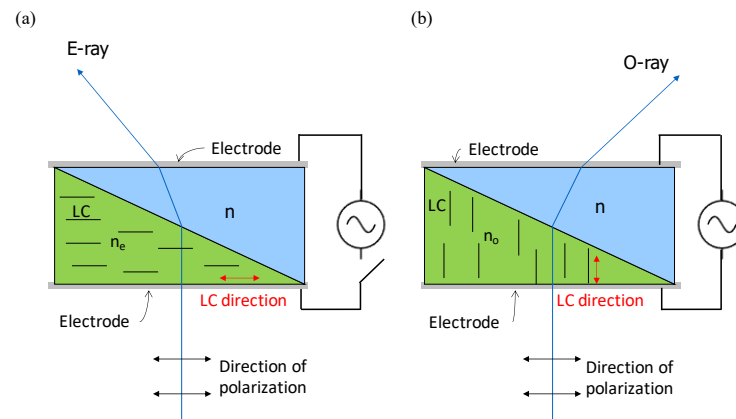 (a)
E-ray
Electrode
LC
n
nₑ
LC direction
Electrode
Direction of
polarization
(b)
O-ray
Electrode
LC
n
nₒ
LC direction
Electrode
Direction of
polarization